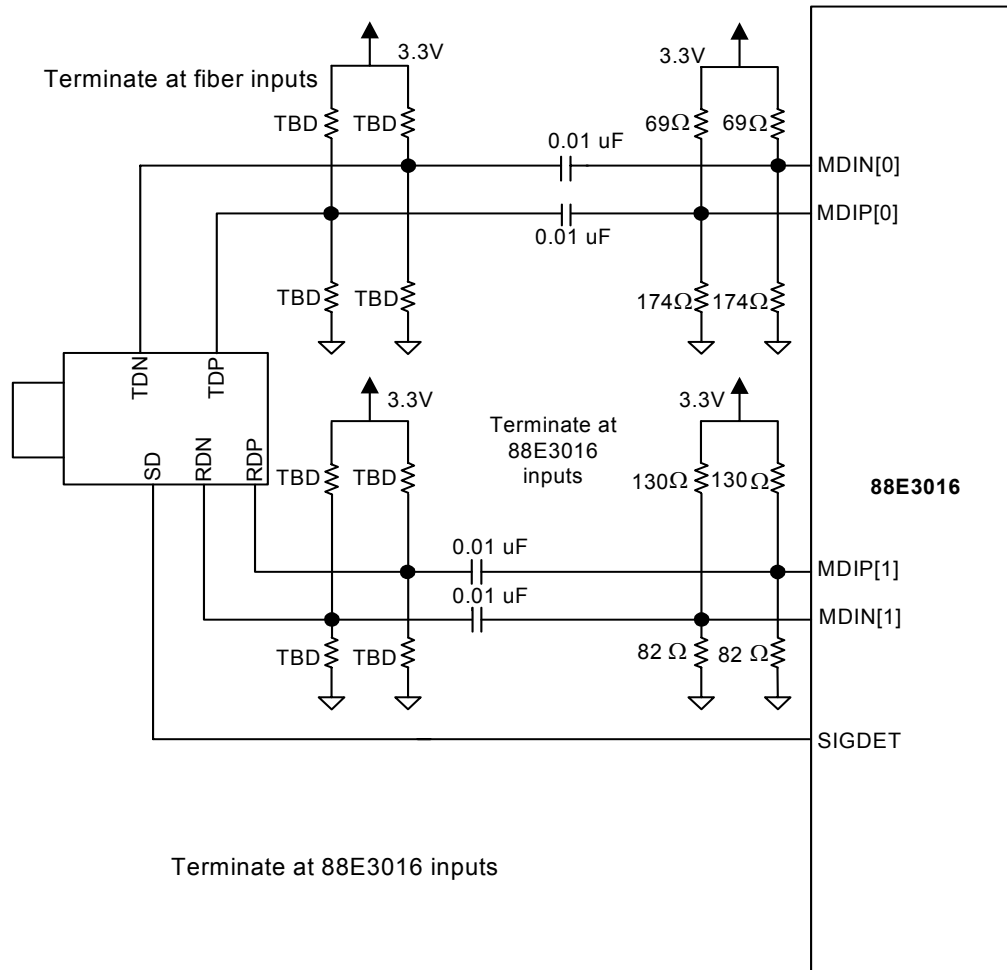 3.3V
3.3V
Terminate at fiber inputs
TBD
TBD
69Ω
69Ω
0.01 uF
MDIN[0]
MDIP[0]
0.01 uF
TBD
TBD
174Ω
174Ω
TDN
TDP
3.3V
3.3V
Terminate at
88E3016
inputs
SD
RDN
RDP
TBD
TBD
130Ω
130Ω
88E3016
0.01 uF
MDIP[1]
0.01 uF
MDIN[1]
TBD
TBD
82 Ω
82 Ω
SIGDET
Terminate at 88E3016 inputs